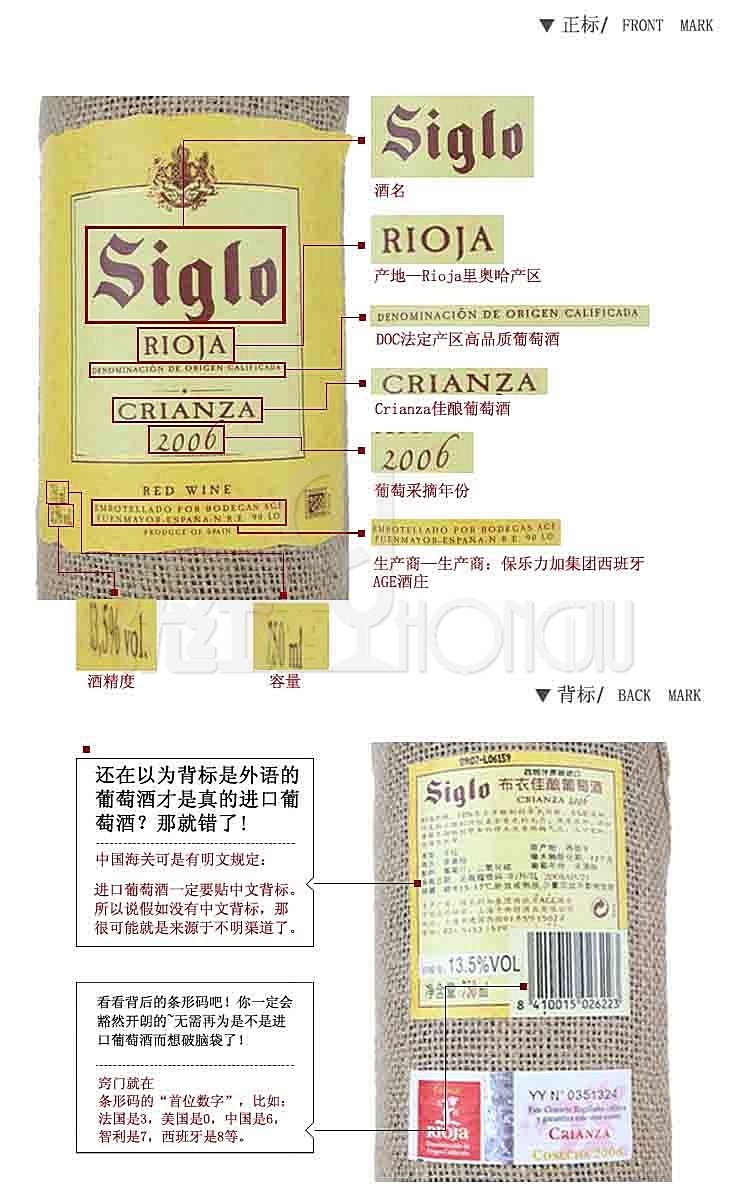 ▼ 正标/ FRONT MARK
Siglo
RIOJA
DENOMINACIÓN DE ORIGEN CALIFICADA
CRIANZA
2006
RED WINE
EMBOTELLADO POR BODEGAS AGE
FUENMAYOR-ESPAÑA-N.R.E. 90 LO
PRODUCE OF SPAIN
Siglo
酒名
RIOJA
产地—Rioja里奥哈产区
DENOMINACIÓN DE ORIGEN CALIFICADA
DOC法定产区高品质葡萄酒
CRIANZA
Crianza佳酿葡萄酒
2006
葡萄采摘年份
EMBOTELLADO POR BODEGAS AGE
FUENMAYOR-ESPAÑA-N.R.E. 90 LO
生产商—生产商：保乐力加集团西班牙
AGE酒庄
13,5% vol.
酒精度
750 ml
容量
YHONGJIU
▼ 背标/ BACK MARK
还在以为背标是外语的
葡萄酒才是真的进口葡
萄酒？那就错了！
中国海关可是有明文规定：
进口葡萄酒一定要贴中文背标。
所以说假如没有中文背标，那
很可能就是来源于不明渠道了。
看看背后的条形码吧！你一定会
豁然开朗的~无需再为是不是进
口葡萄酒而想破脑袋了！
窍门就在
条形码的“首位数字”，比如：
法国是3，美国是0，中国是6，
智利是7，西班牙是8等。
Siglo 布衣佳酿葡萄酒
CRIANZA 2006
13.5%VOL
净含量 750 ml
8 410015 026223
RIOJA
YY Nº 0351324
CRIANZA
COSECHA 2006